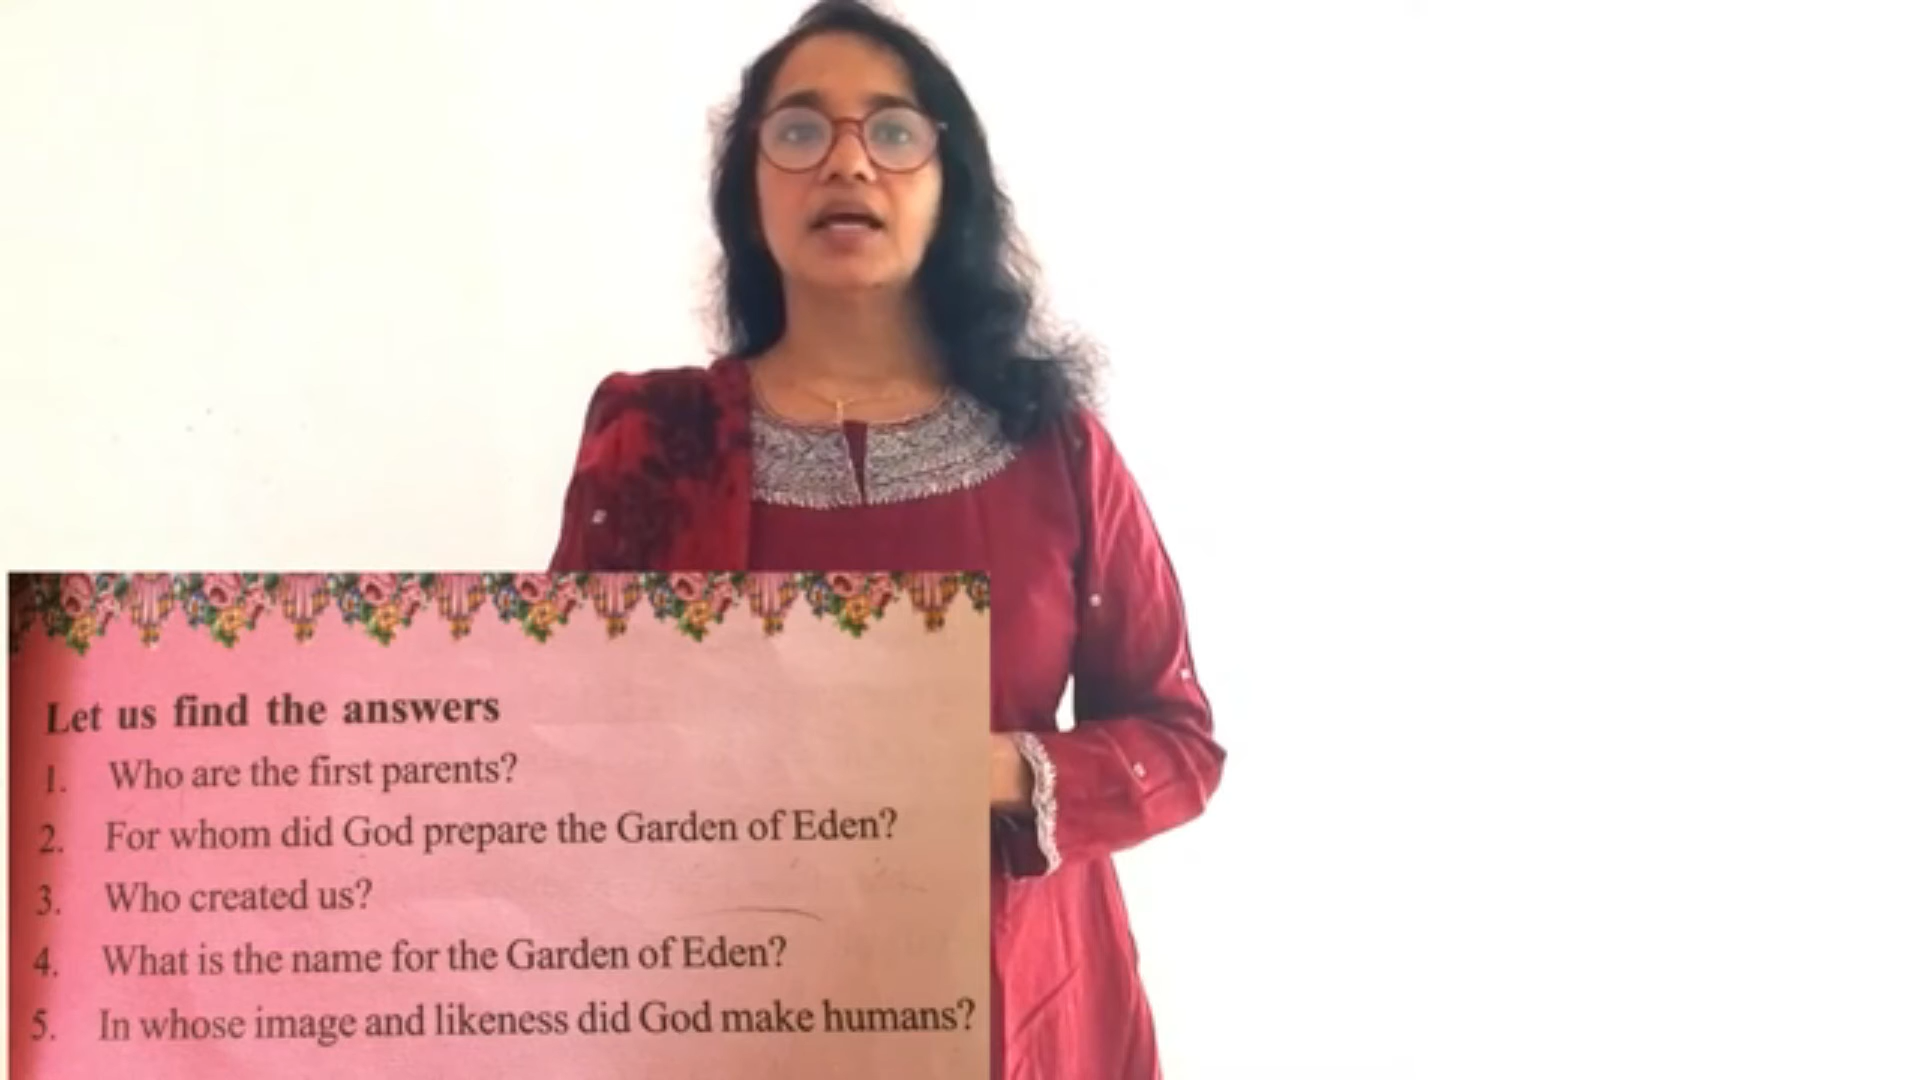 Let us find the answers
1. Who are the first parents?
2. For whom did God prepare the Garden of Eden?
3. Who created us?
4. What is the name for the Garden of Eden?
5. In whose image and likeness did God make humans?